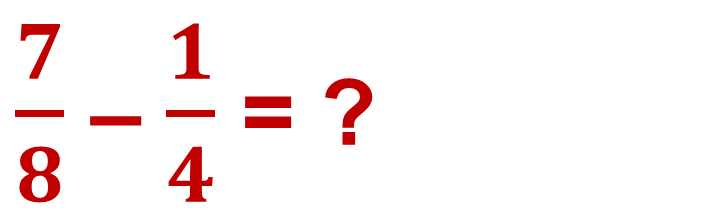 7/8 – 1/4 = ?